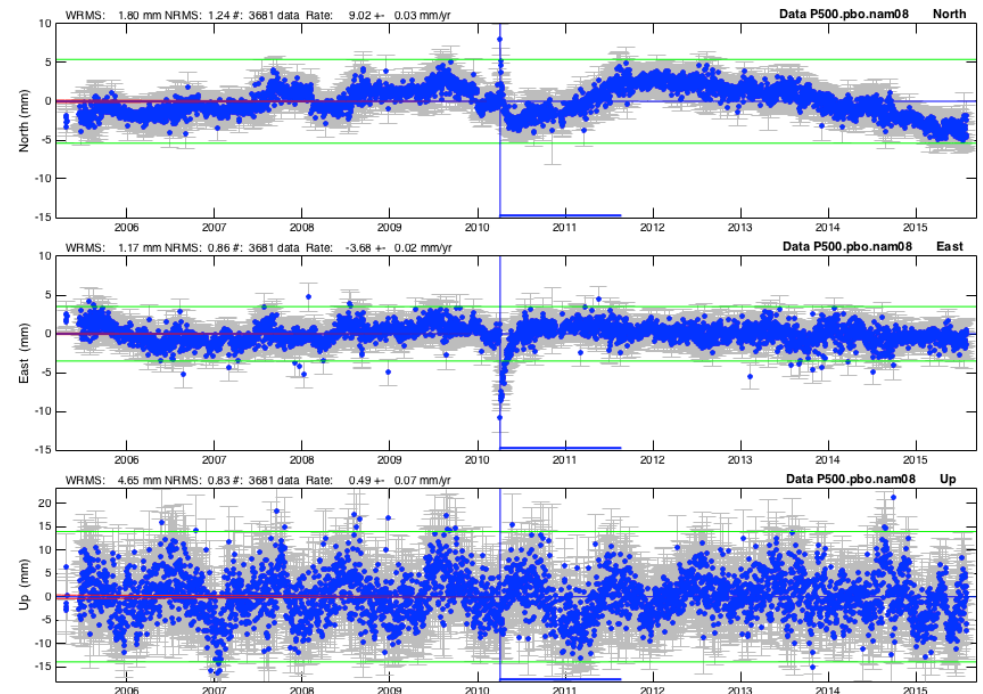 WRMS: 1.80 mm NRMS: 1.24 #: 3681 data Rate: 9.02 +- 0.03 mm/yr Data P500.pbo.nam08 North
10
5
0
-5
-10
-15
North (mm)
2006 2007 2008 2009 2010 2011 2012 2013 2014 2015
WRMS: 1.17 mm NRMS: 0.86 #: 3681 data Rate: -3.68 +- 0.02 mm/yr Data P500.pbo.nam08 East
10
5
0
-5
-10
-15
East (mm)
2006 2007 2008 2009 2010 2011 2012 2013 2014 2015
WRMS: 4.65 mm NRMS: 0.83 #: 3681 data Rate: 0.49 +- 0.07 mm/yr Data P500.pbo.nam08 Up
20
15
10
5
0
-5
-10
-15
Up (mm)
2006 2007 2008 2009 2010 2011 2012 2013 2014 2015